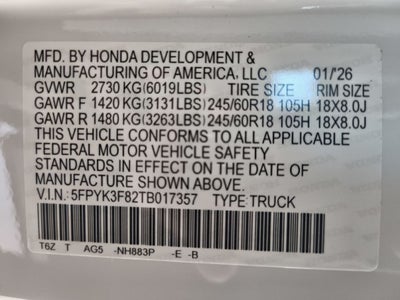 MFD. BY HONDA DEVELOPMENT &
MANUFACTURING OF AMERICA, LLC 01/'26
GVWR 2730 KG(6019LBS) TIRE SIZE RIM SIZE
GAWR F 1420 KG(3131LBS) 245/60R18 105H 18X8.0J
GAWR R 1480 KG(3263LBS) 245/60R18 105H 18X8.0J
THIS VEHICLE CONFORMS TO ALL APPLICABLE
FEDERAL MOTOR VEHICLE SAFETY
STANDARDS IN EFFECT ON THE DATE OF
MANUFACTURE SHOWN ABOVE.
V.I.N: 5FPYK3F82TB017357 TYPE TRUCK
T6Z T AG5 -NH883P -E -B